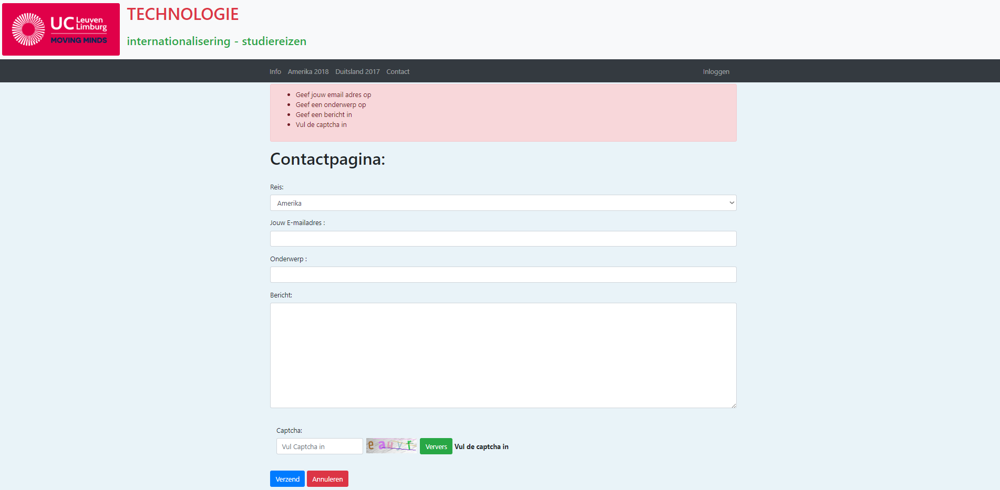 UC Leuven
Limburg
MOVING MINDS
TECHNOLOGIE
internationalisering - studiereizen
Info Amerika 2018 Duitsland 2017 Contact Inloggen
Geef jouw email adres op
Geef een onderwerp op
Geef een bericht in
Vul de captcha in
Contactpagina:
Reis:
Amerika
Jouw E-mailadres :
Onderwerp :
Bericht:
Captcha:
Vul Captcha in eauyf Ververs Vul de captcha in
Verzend Annuleren